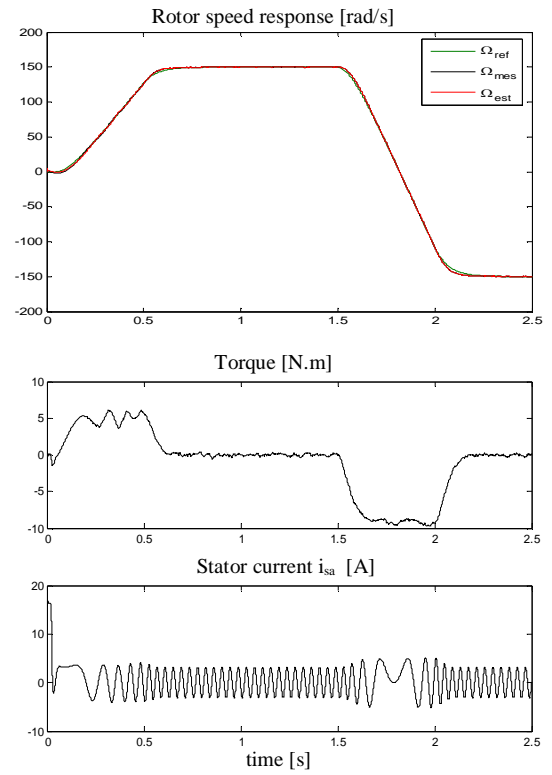 Rotor speed response [rad/s]
200
150
100
50
0
-50
-100
-150
-200
0 0.5 1 1.5 2 2.5
Ωref
Ωmes
Ωest
Torque [N.m]
10
5
0
-5
-10
0 0.5 1 1.5 2 2.5
Stator current isa [A]
20
10
0
-10
0 0.5 1 1.5 2 2.5
time [s]